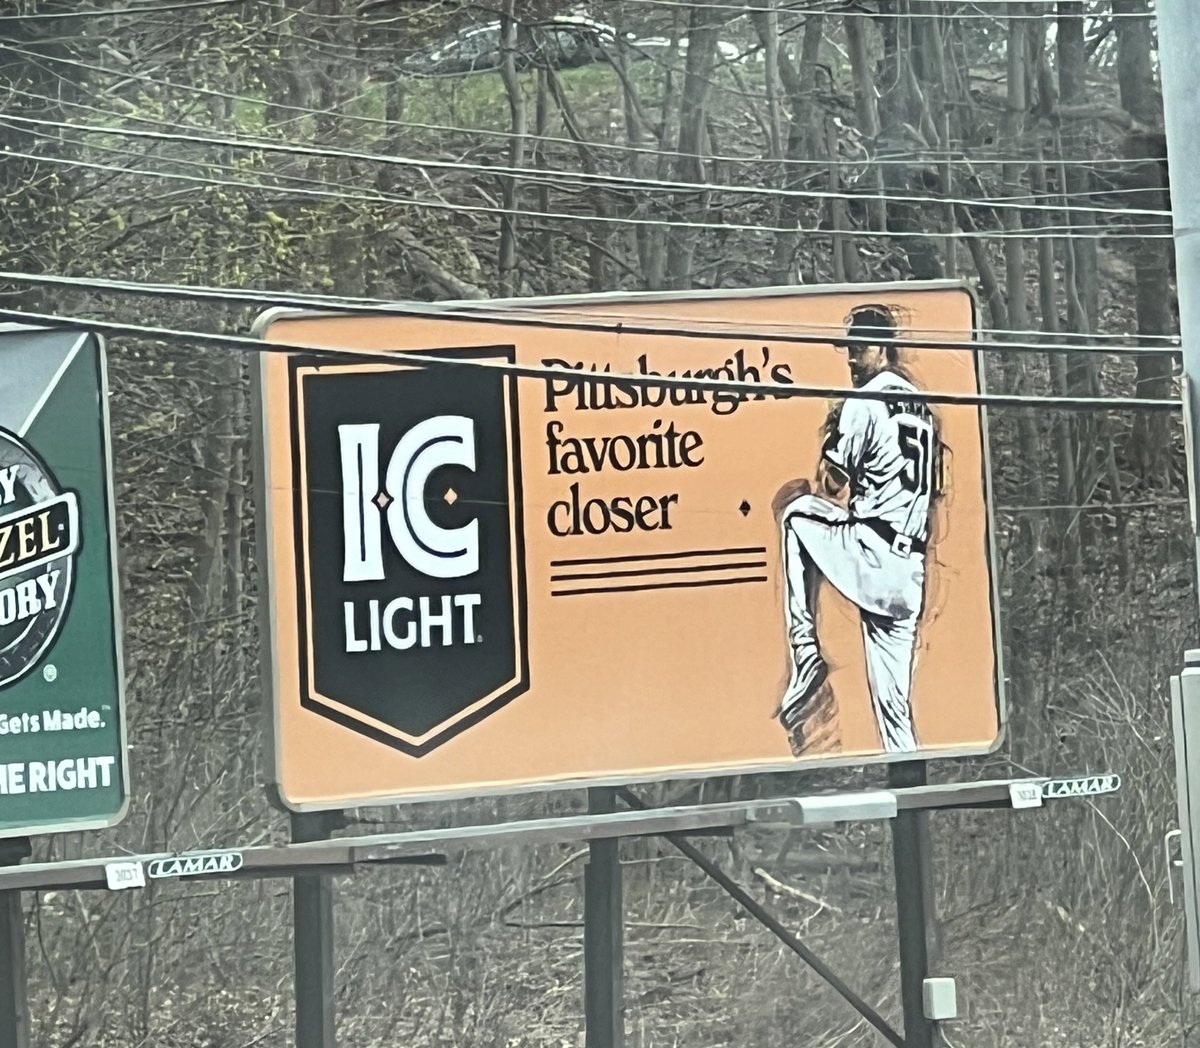 Y
ZEL
ORY
Gets Made.
HE RIGHT
LAMAR
IC
LIGHT
Pittsburgh's
favorite
closer
51
LAMAR